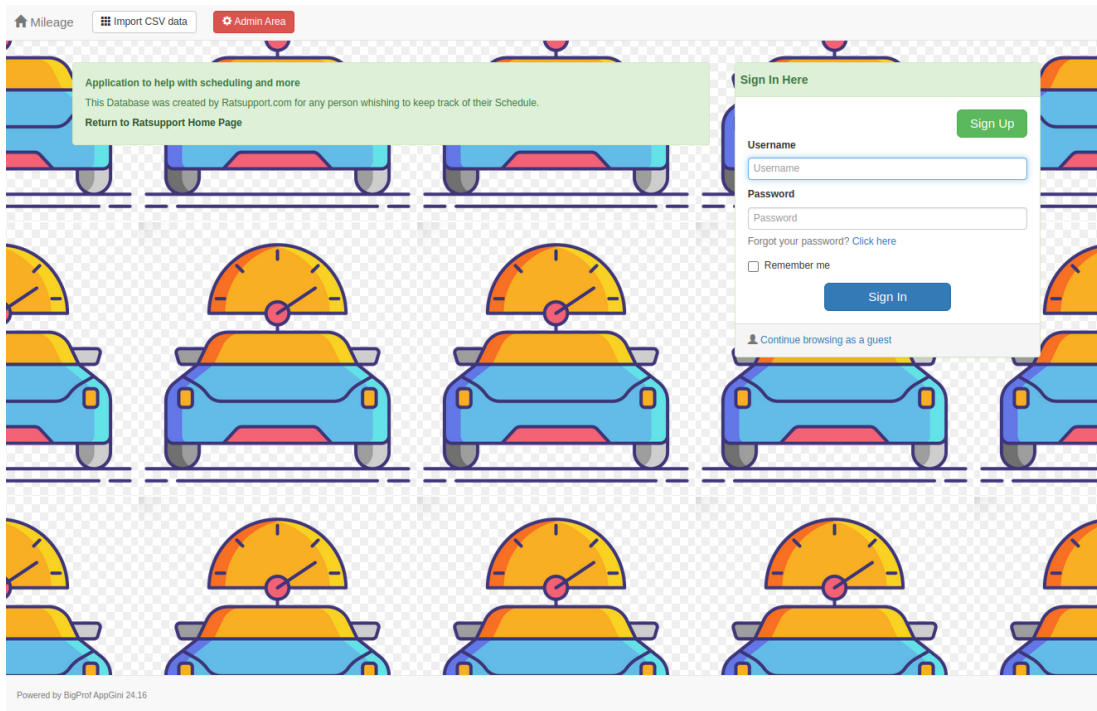 Mileage
Import CSV data
Admin Area
Application to help with scheduling and more
This Database was created by Ratsupport.com for any person whishing to keep track of their Schedule.
Return to Ratsupport Home Page
Sign In Here
Sign Up
Username
Username
Password
Password
Forgot your password? Click here
Remember me
Sign In
Continue browsing as a guest
Powered by BigProf AppGini 24.16